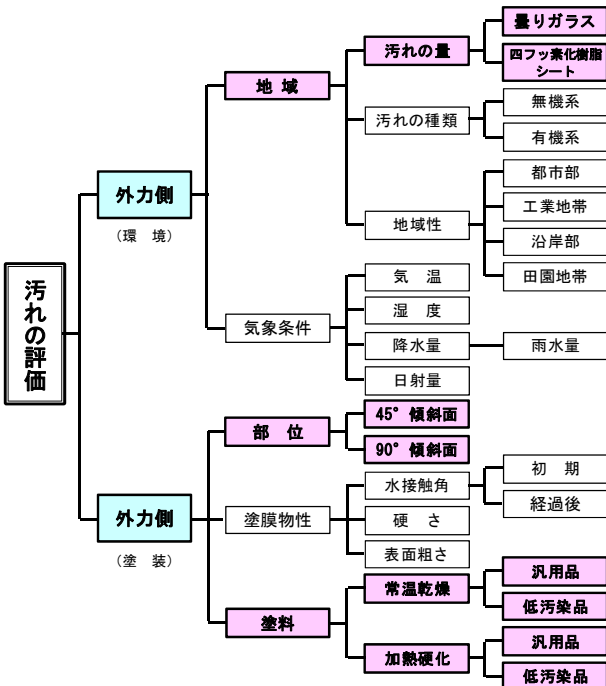 汚れの評価
外力側
（環　境）
地 域
汚れの量
曇りガラス
四フッ素化樹脂
シート
汚れの種類
無機系
有機系
地域性
都市部
工業地帯
沿岸部
田園地帯
気象条件
気　温
湿　度
降水量
雨水量
日射量
外力側
（塗　装）
部　位
45°傾斜面
90°傾斜面
塗膜物性
水接触角
初　期
経過後
硬　さ
表面粗さ
塗料
常温乾燥
汎用品
低汚染品
加熱硬化
汎用品
低汚染品